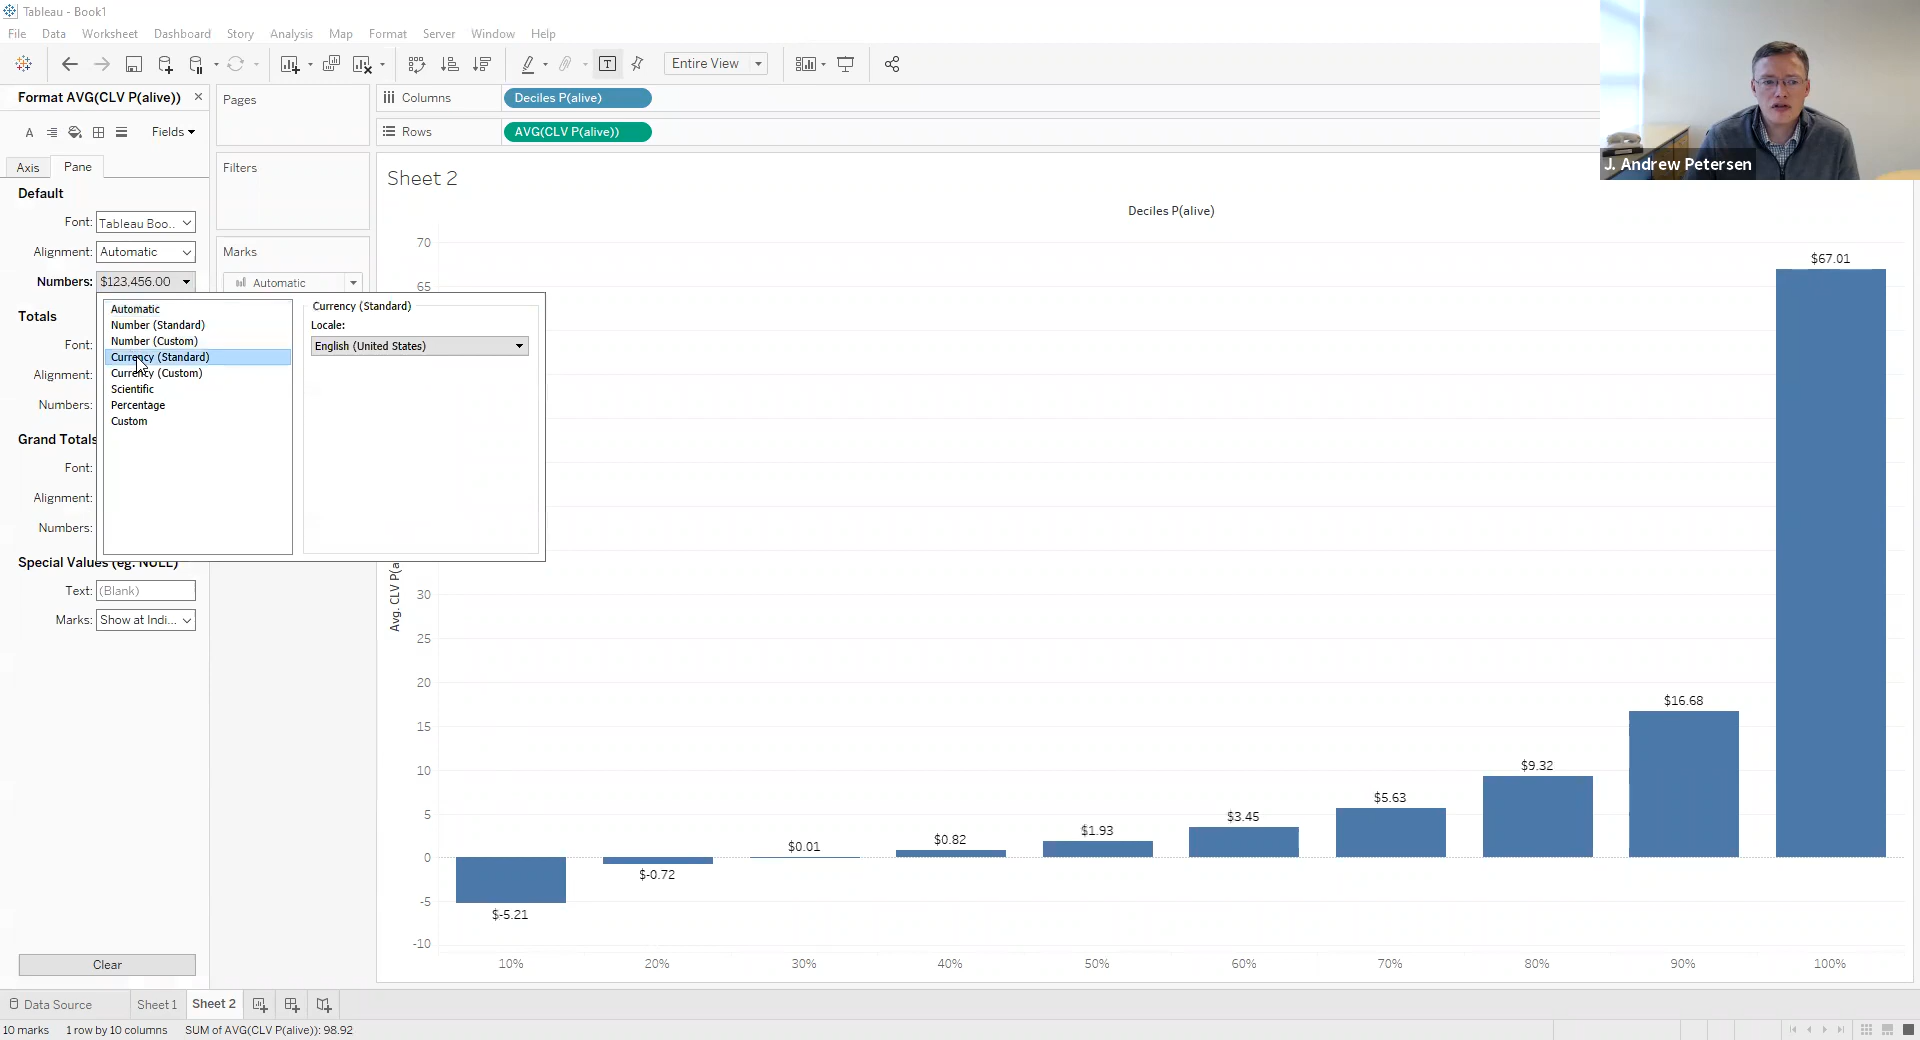 Tableau - Book1
File Data Worksheet Dashboard Story Analysis Map Format Server Window Help
Entire View
Format AVG(CLV P(alive))
Fields
Axis Pane
Default
Font: Tableau Boo..
Alignment: Automatic
Numbers: $123,456.00
Totals
Font:
Alignment:
Numbers:
Grand Totals
Font:
Alignment:
Numbers:
Special Values (eg. NULL)
Text: (Blank)
Marks: Show at Indi...
Clear
Automatic
Number (Standard)
Number (Custom)
Currency (Standard)
Currency (Custom)
Scientific
Percentage
Custom
Currency (Standard)
Locale:
English (United States)
Pages
Filters
Marks
Automatic
Columns Deciles P(alive)
Rows AVG(CLV P(alive))
Sheet 2
Deciles P(alive)
Avg. CLV P(a
70
65
30
25
20
15
10
5
0
-5
-10
$-5.21
$-0.72
$0.01
$0.82
$1.93
$3.45
$5.63
$9.32
$16.68
$67.01
10% 20% 30% 40% 50% 60% 70% 80% 90% 100%
J. Andrew Petersen
Data Source Sheet 1 Sheet 2
10 marks 1 row by 10 columns SUM of AVG(CLV P(alive)): 98.92